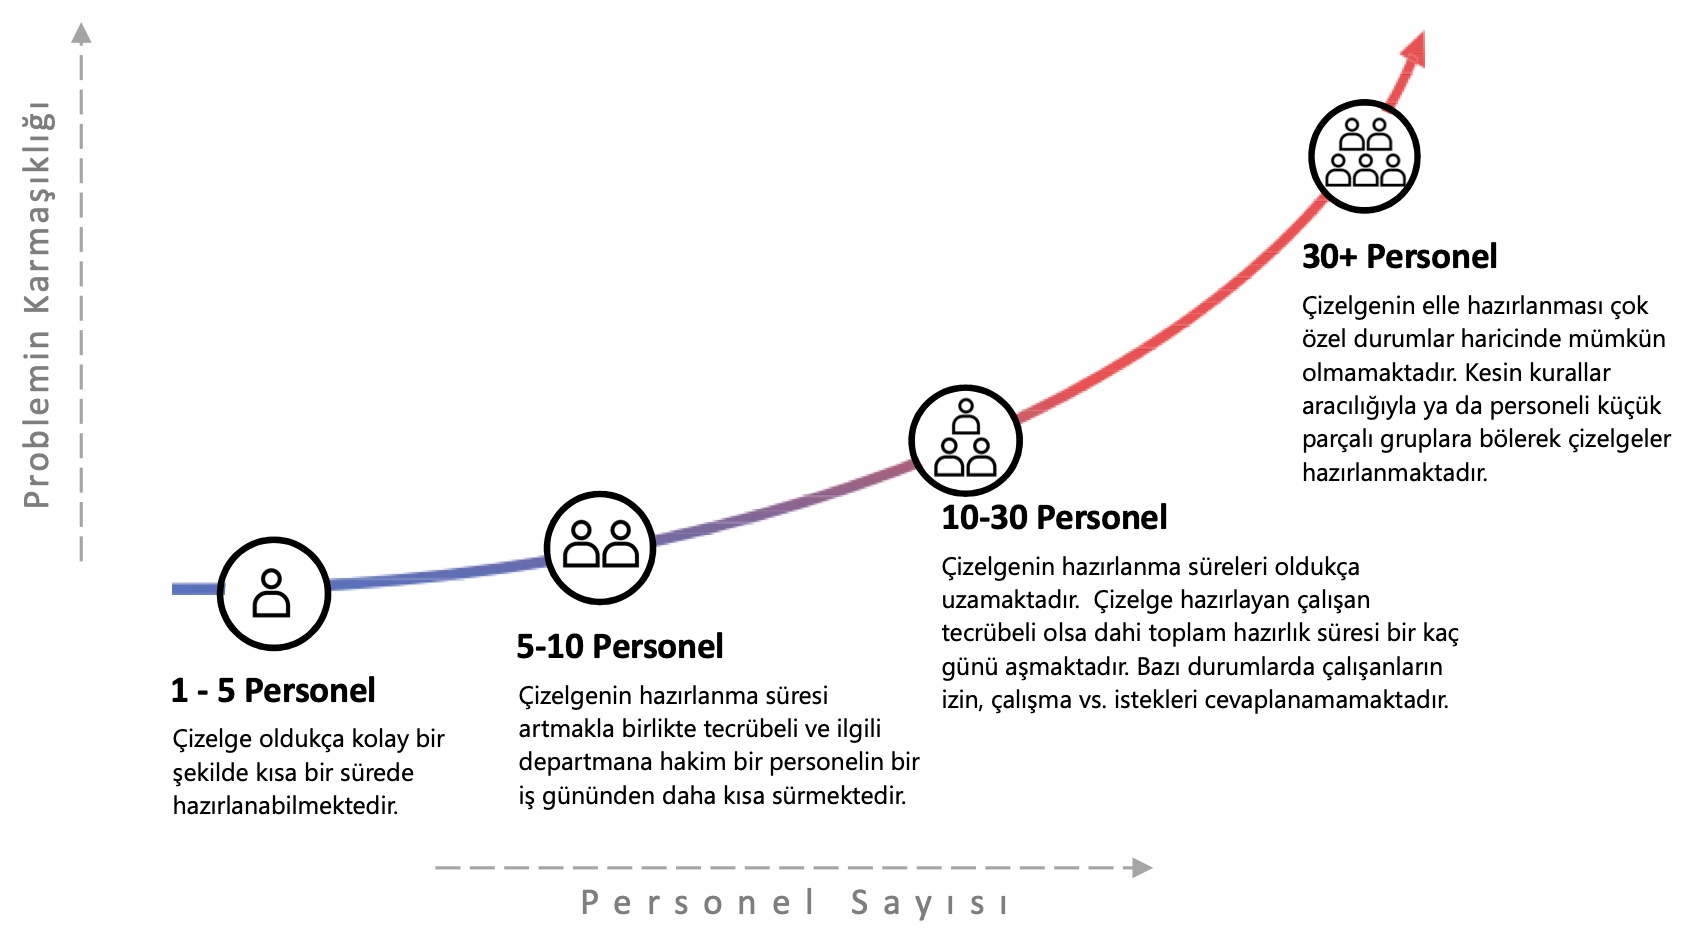 Problemin Karmaşıklığı
1 - 5 Personel
Çizelge oldukça kolay bir
şekilde kısa bir sürede
hazırlanabilmektedir.
5-10 Personel
Çizelgenin hazırlanma süresi
artmakla birlikte tecrübeli ve ilgili
departmana hakim bir personelin bir
iş gününden daha kısa sürmektedir.
10-30 Personel
Çizelgenin hazırlanma süreleri oldukça
uzamaktadır.  Çizelge hazırlayan çalışan
tecrübeli olsa dahi toplam hazırlık süresi bir kaç
günü aşmaktadır. Bazı durumlarda çalışanların
izin, çalışma vs. istekleri cevaplanamamaktadır.
30+ Personel
Çizelgenin elle hazırlanması çok
özel durumlar haricinde mümkün
olmamaktadır. Kesin kurallar
aracılığıyla ya da personeli küçük
parçalı gruplara bölerek çizelgeler
hazırlanmaktadır.
Personel Sayısı